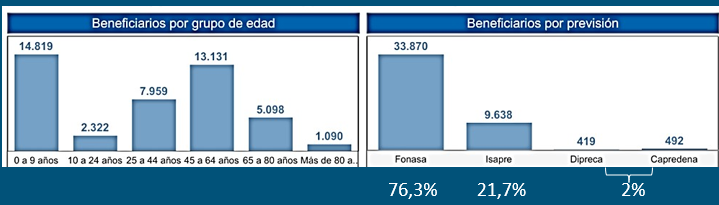 Beneficiarios por grupo de edad
14.819
2.322
7.959
13.131
5.098
1.090
0 a 9 años
10 a 24 años
25 a 44 años
45 a 64 años
65 a 80 años
Más de 80 a..
Beneficiarios por previsión
33.870
9.638
419
492
Fonasa
Isapre
Dipreca
Capredena
76,3%
21,7%
2%